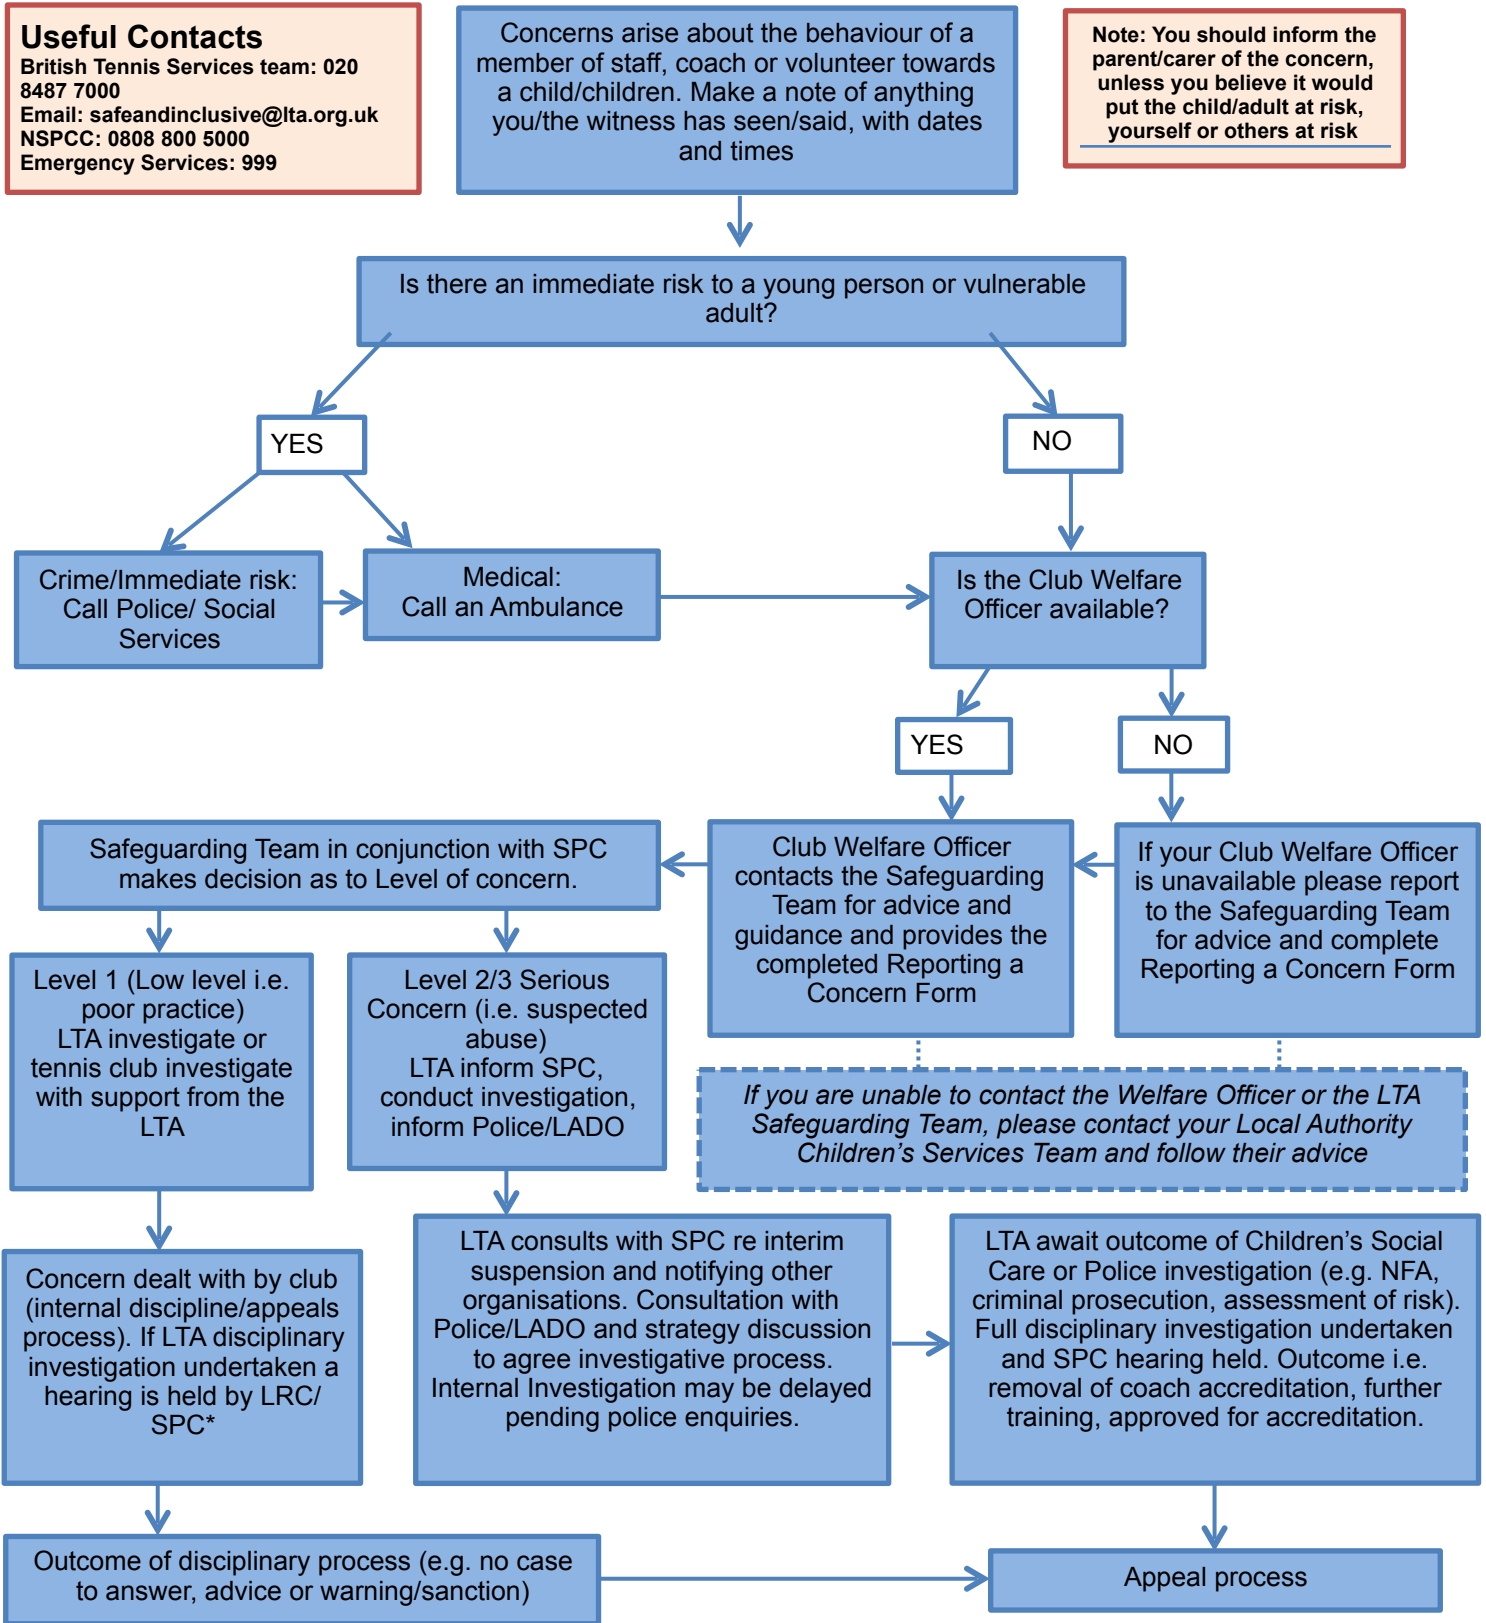 Useful Contacts
British Tennis Services team: 020
8487 7000
Email: safeandinclusive@lta.org.uk
NSPCC: 0808 800 5000
Emergency Services: 999
Concerns arise about the behaviour of a
member of staff, coach or volunteer towards
a child/children. Make a note of anything
you/the witness has seen/said, with dates
and times
Note: You should inform the
parent/carer of the concern,
unless you believe it would
put the child/adult at risk,
yourself or others at risk
Is there an immediate risk to a young person or vulnerable
adult?
YES
NO
Crime/Immediate risk:
Call Police/ Social
Services
Medical:
Call an Ambulance
Is the Club Welfare
Officer available?
YES
NO
Safeguarding Team in conjunction with SPC
makes decision as to Level of concern.
Club Welfare Officer
contacts the Safeguarding
Team for advice and
guidance and provides the
completed Reporting a
Concern Form
If your Club Welfare Officer
is unavailable please report
to the Safeguarding Team
for advice and complete
Reporting a Concern Form
Level 1 (Low level i.e.
poor practice)
LTA investigate or
tennis club investigate
with support from the
LTA
Level 2/3 Serious
Concern (i.e. suspected
abuse)
LTA inform SPC,
conduct investigation,
inform Police/LADO
If you are unable to contact the Welfare Officer or the LTA
Safeguarding Team, please contact your Local Authority
Children’s Services Team and follow their advice
Concern dealt with by club
(internal discipline/appeals
process). If LTA disciplinary
investigation undertaken a
hearing is held by LRC/
SPC*
LTA consults with SPC re interim
suspension and notifying other
organisations. Consultation with
Police/LADO and strategy discussion
to agree investigative process.
Internal Investigation may be delayed
pending police enquiries.
LTA await outcome of Children’s Social
Care or Police investigation (e.g. NFA,
criminal prosecution, assessment of risk).
Full disciplinary investigation undertaken
and SPC hearing held. Outcome i.e.
removal of coach accreditation, further
training, approved for accreditation.
Outcome of disciplinary process (e.g. no case
to answer, advice or warning/sanction)
Appeal process